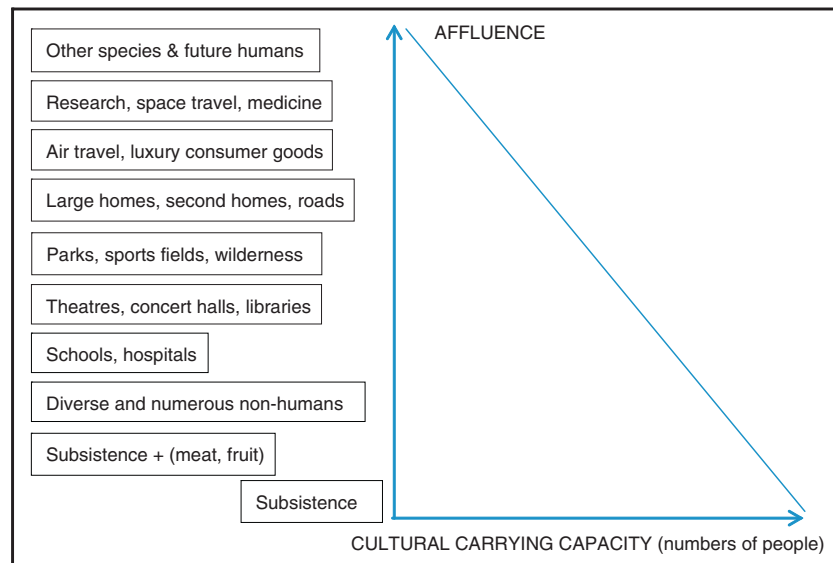 AFFLUENCE
Other species & future humans
Research, space travel, medicine
Air travel, luxury consumer goods
Large homes, second homes, roads
Parks, sports fields, wilderness
Theatres, concert halls, libraries
Schools, hospitals
Diverse and numerous non-humans
Subsistence + (meat, fruit)
Subsistence
CULTURAL CARRYING CAPACITY (numbers of people)